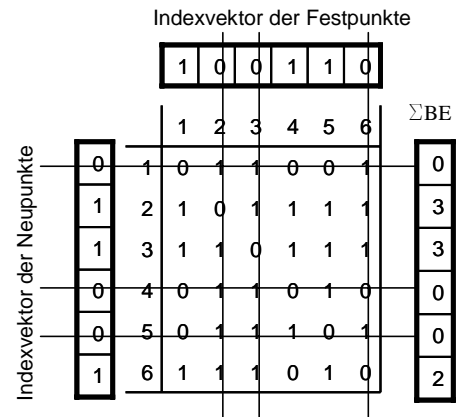 Indexvektor der Festpunkte
1 0 0 1 1 0
ΣBE
1 2 3 4 5 6
Indexvektor der Neupunkte
0 1 0 1 1 0 0 1 0
1 2 1 0 1 1 1 1 3
1 3 1 1 0 1 1 1 3
0 4 0 1 1 0 1 0 0
0 5 0 1 1 1 0 1 0
1 6 1 1 1 0 1 0 2